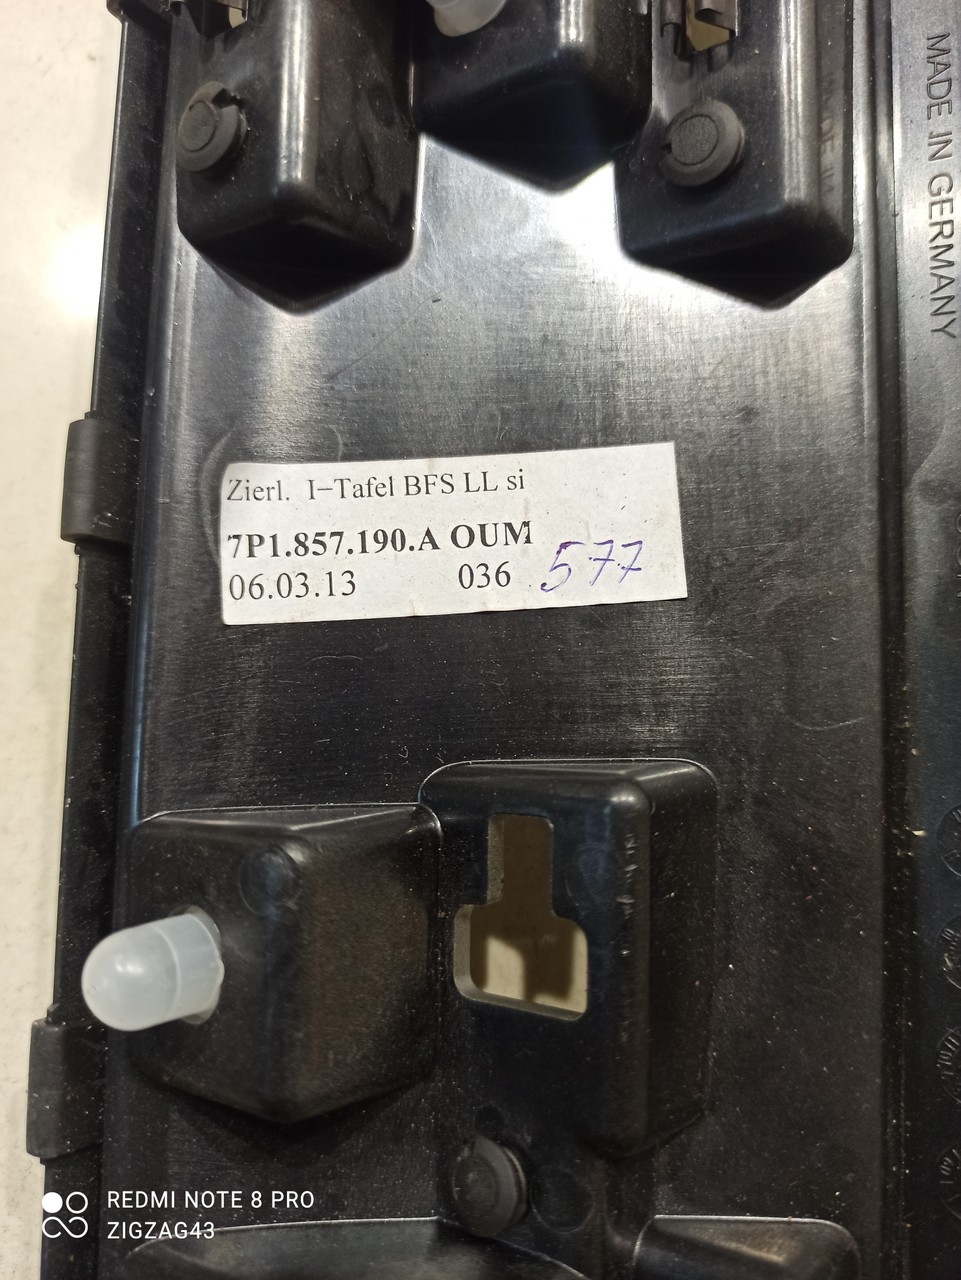 MADE IN GERMANY
Zierl. I-Tafel BFS LL si
7P1.857.190.A OUM
06.03.13 036 577
REDMI NOTE 8 PRO
ZIGZAG43